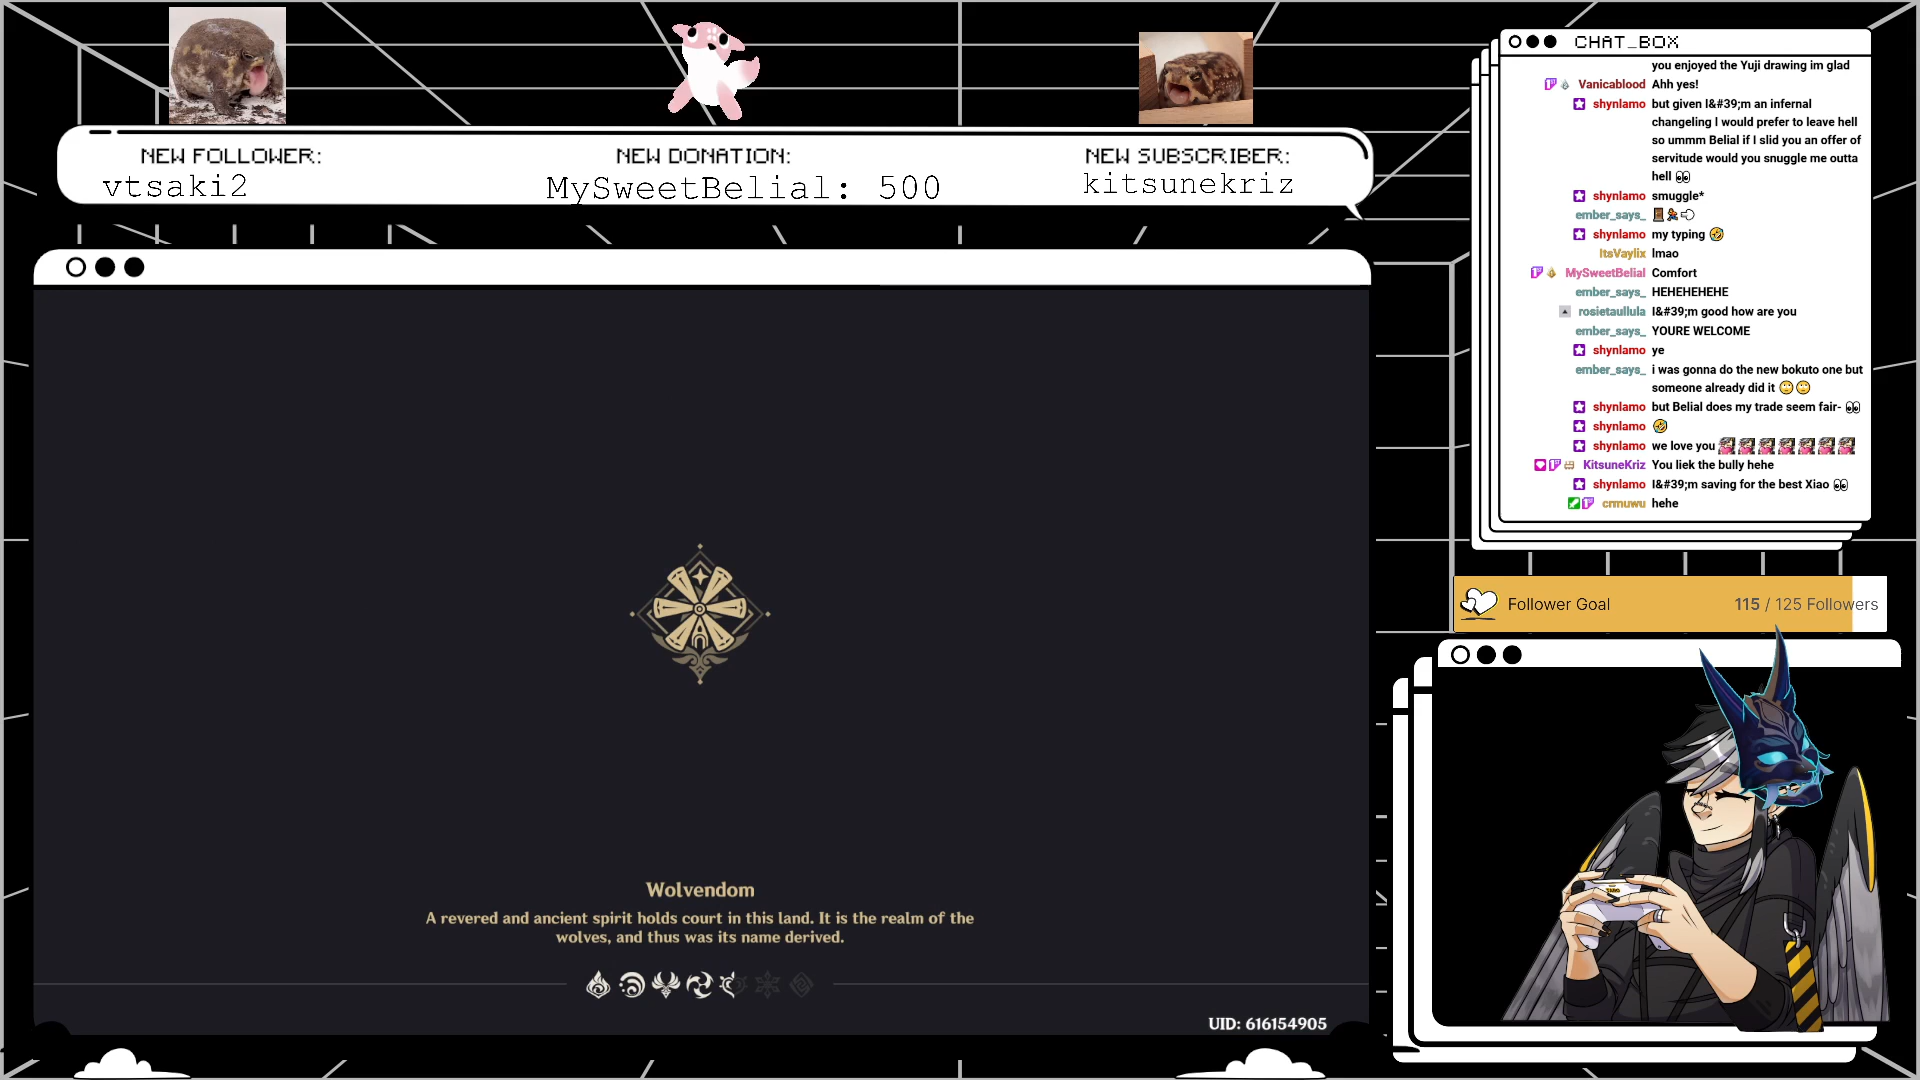 NEW FOLLOWER:
vtsaki2
NEW DONATION:
MySweetBelial: 500
NEW SUBSCRIBER:
kitsunekriz
CHAT_BOX
you enjoyed the Yuji drawing im glad
Vanicablood Ahh yes!
shynlamo but given I&#39;m an infernal
changeling I would prefer to leave hell
so ummm Belial if I slid you an offer of
servitude would you snuggle me outta
hell 👀
shynlamo smuggle*
ember_says_ 🚪🏃💨
shynlamo my typing 🤣
ItsVaylix lmao
MySweetBelial Comfort
ember_says_ HEHEHEHEHE
rosietaullula I&#39;m good how are you
ember_says_ YOURE WELCOME
shynlamo ye
ember_says_ i was gonna do the new bokuto one but
someone already did it 🙄🙄
shynlamo but Belial does my trade seem fair- 👀
shynlamo 🤣
shynlamo we love you
KitsuneKriz You liek the bully hehe
shynlamo I&#39;m saving for the best Xiao 👀
crmuwu hehe
Follower Goal 115 / 125 Followers
Wolvendom
A revered and ancient spirit holds court in this land. It is the realm of the
wolves, and thus was its name derived.
UID: 616154905